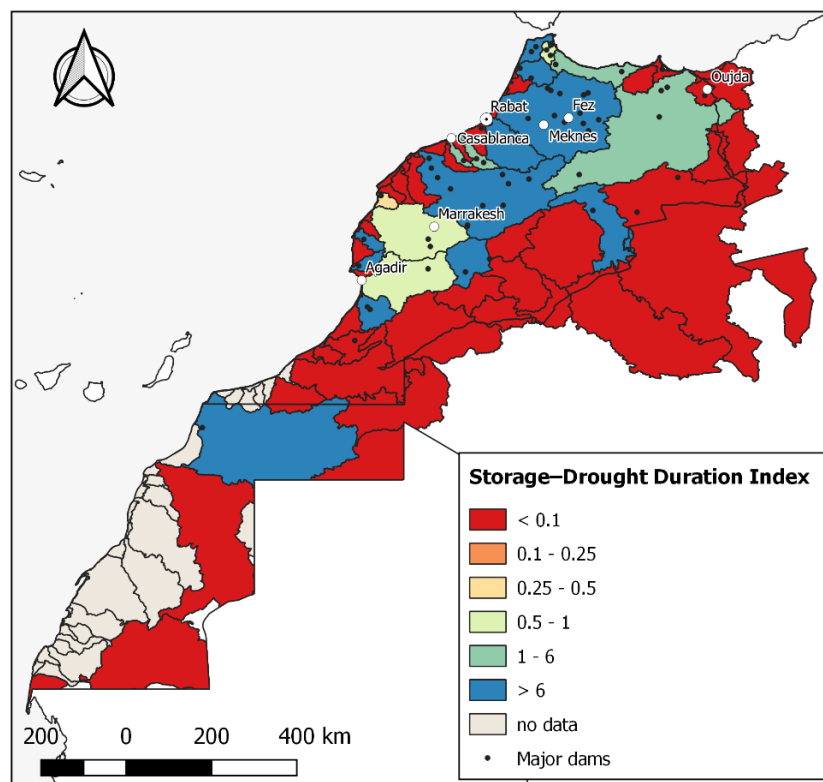 Oujda
Rabat
Fez
Casablanca
Meknes
Marrakesh
Agadir
Storage–Drought Duration Index
< 0.1
0.1 - 0.25
0.25 - 0.5
0.5 - 1
1 - 6
> 6
no data
Major dams
200 0 200 400 km